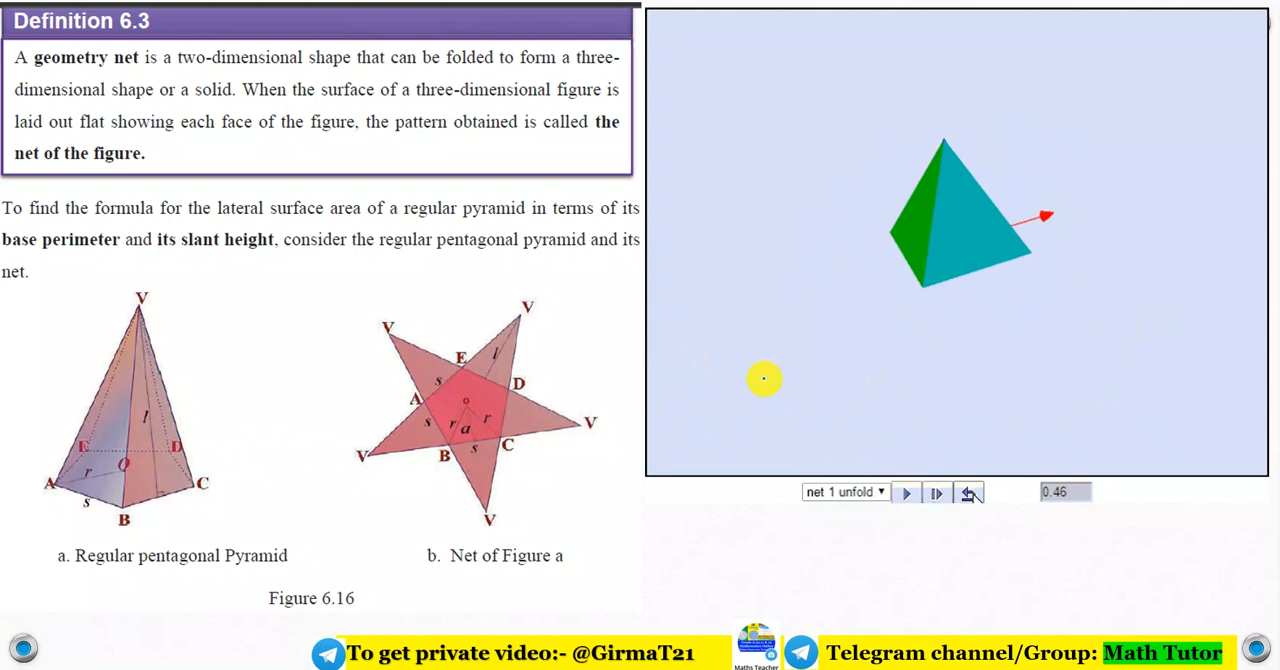 Definition 6.3
A geometry net is a two-dimensional shape that can be folded to form a three-
dimensional shape or a solid. When the surface of a three-dimensional figure is
laid out flat showing each face of the figure, the pattern obtained is called the
net of the figure.
To find the formula for the lateral surface area of a regular pyramid in terms of its
base perimeter and its slant height, consider the regular pentagonal pyramid and its
net.
V
l
E
D
O
r
A
C
s
B
V
V
E
l
s
D
A
o
s
r
r
a
V
V
B
s
C
V
a. Regular pentagonal Pyramid
b. Net of Figure a
Figure 6.16
net 1 unfold
0.46
To get private video:- @GirmaT21
Maths Teacher
Telegram channel/Group: Math Tutor